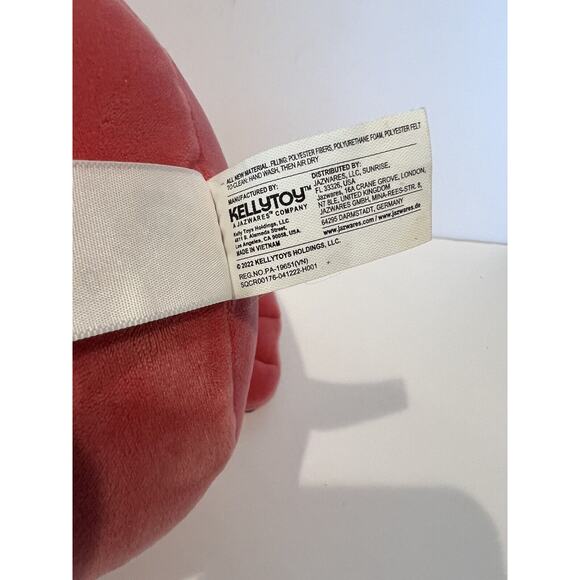 ALL NEW MATERIAL. FILLING: POLYESTER FIBERS, POLYURETHANE FOAM, POLYESTER FELT
TO CLEAN: HAND WASH, THEN AIR DRY
MANUFACTURED BY:
KELLYTOY™
A JAZWARES™ COMPANY
Kelly Toys Holdings, LLC
4811 S. Alameda Street,
Los Angeles, CA 90058, USA.
MADE IN VIETNAM
DISTRIBUTED BY:
JAZWARES, LLC, SUNRISE,
FL 33325, USA
Jazwares, 16A CRANE GROVE, LONDON,
N7 8LE, UNITED KINGDOM
JAZWARES GMBH, MINA-REES-STR. 8,
64295 DARMSTADT, GERMANY
www.jazwares.com/www.jazwares.de
© 2022 KELLYTOYS HOLDINGS, LLC.
REG.NO.PA-19651(VN)
SQCR00176-041222-H001